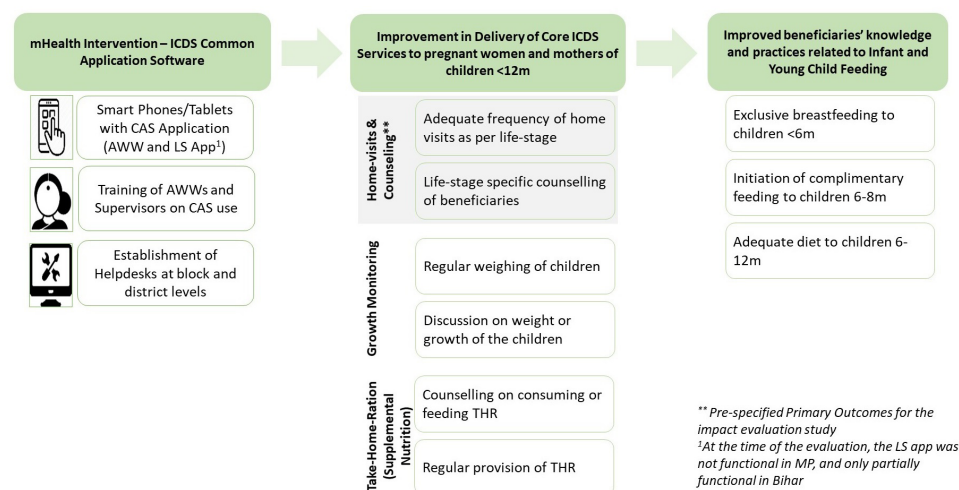 mHealth Intervention – ICDS Common
Application Software
Smart Phones/Tablets
with CAS Application
(AWW and LS App¹)
Training of AWWs and
Supervisors on CAS use
Establishment of
Helpdesks at block and
district levels
Improvement in Delivery of Core ICDS
Services to pregnant women and mothers of
children <12m
Home-visits &
Counseling**
Adequate frequency of home
visits as per life-stage
Life-stage specific counselling
of beneficiaries
Growth Monitoring
Regular weighing of children
Discussion on weight or
growth of the children
Take-Home-Ration
(Supplemental
Nutrition)
Counselling on consuming or
feeding THR
Regular provision of THR
Improved beneficiaries’ knowledge
and practices related to Infant and
Young Child Feeding
Exclusive breastfeeding to
children <6m
Initiation of complimentary
feeding to children 6-8m
Adequate diet to children 6-
12m
** Pre-specified Primary Outcomes for the
impact evaluation study
¹At the time of the evaluation, the LS app was
not functional in MP, and only partially
functional in Bihar